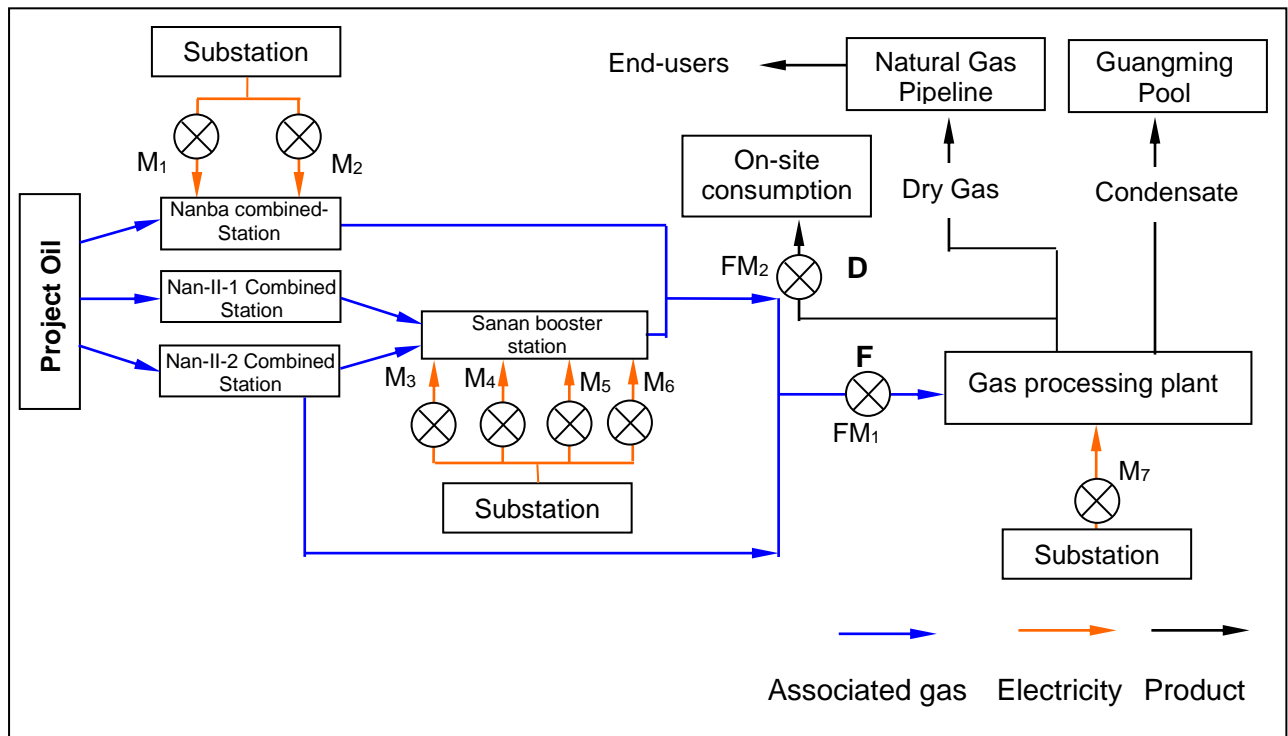 Substation
End-users
Natural Gas
Pipeline
Guangming
Pool
M1
M2
On-site
consumption
Dry Gas
Condensate
Project Oil
Nanba combined-
Station
FM2
D
Nan-II-1 Combined
Station
Sanan booster
station
Nan-II-2 Combined
Station
M3
M4
M5
M6
F
FM1
Gas processing plant
M7
Substation
Substation
Associated gas
Electricity
Product